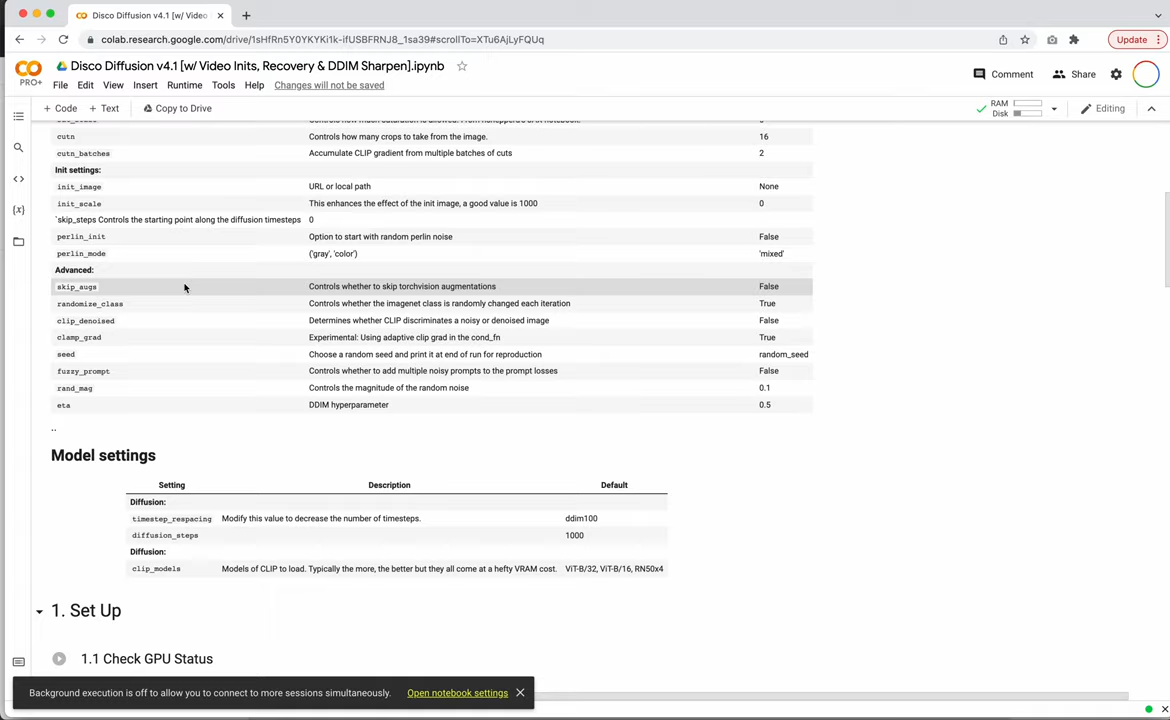 Disco Diffusion v4.1 [w/ Video
colab.research.google.com/drive/1sHfRn5Y0YKYKi1k-ifUSBFRNJ8_1sa39#scrollTo=XTu6AjLyFQUq
Update
PRO+
Disco Diffusion v4.1 [w/ Video Inits, Recovery & DDIM Sharpen].ipynb
Comment
Share
File Edit View Insert Runtime Tools Help Changes will not be saved
+ Code + Text Copy to Drive
RAM
Disk
Editing
cutn Controls how many crops to take from the image. 16
cutn_batches Accumulate CLIP gradient from multiple batches of cuts 2
Init settings:
init_image URL or local path None
init_scale This enhances the effect of the init image, a good value is 1000 0
`skip_steps Controls the starting point along the diffusion timesteps 0
perlin_init Option to start with random perlin noise False
perlin_mode ('gray', 'color') 'mixed'
Advanced:
skip_augs Controls whether to skip torchvision augmentations False
randomize_class Controls whether the imagenet class is randomly changed each iteration True
clip_denoised Determines whether CLIP discriminates a noisy or denoised image False
clamp_grad Experimental: Using adaptive clip grad in the cond_fn True
seed Choose a random seed and print it at end of run for reproduction random_seed
fuzzy_prompt Controls whether to add multiple noisy prompts to the prompt losses False
rand_mag Controls the magnitude of the random noise 0.1
eta DDIM hyperparameter 0.5
..
Model settings
Setting Description Default
Diffusion:
timestep_respacing Modify this value to decrease the number of timesteps. ddim100
diffusion_steps 1000
Diffusion:
clip_models Models of CLIP to load. Typically the more, the better but they all come at a hefty VRAM cost. ViT-B/32, ViT-B/16, RN50x4
1. Set Up
1.1 Check GPU Status
Background execution is off to allow you to connect to more sessions simultaneously. Open notebook settings